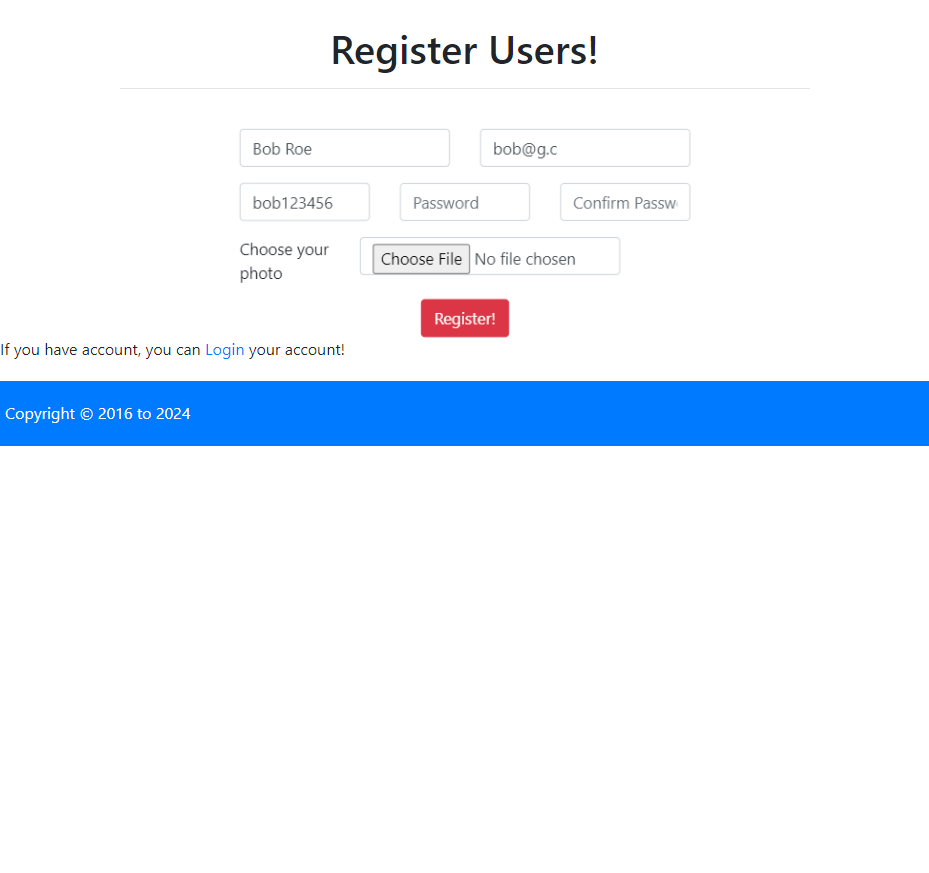 Register Users!
Bob Roe
bob@g.c
bob123456
Password
Confirm Passw
Choose your
photo
Choose File No file chosen
Register!
If you have account, you can Login your account!
Copyright © 2016 to 2024